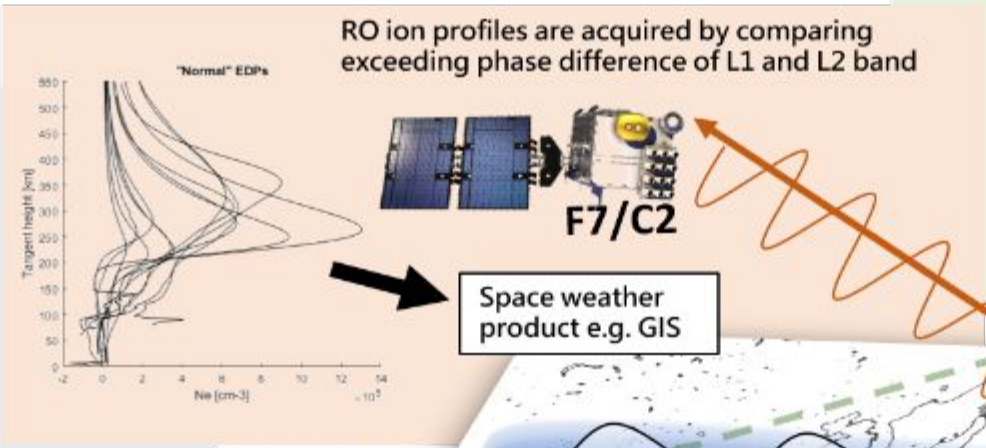 RO ion profiles are acquired by comparing
exceeding phase difference of L1 and L2 band
"Normal" EDPs
550
500
450
400
350
300
250
200
150
100
50
0
Tangent height [km]
-2 0 2 4 6 8 10 12 14
Ne [cm-3]
×10⁵
F7/C2
Space weather
product e.g. GIS